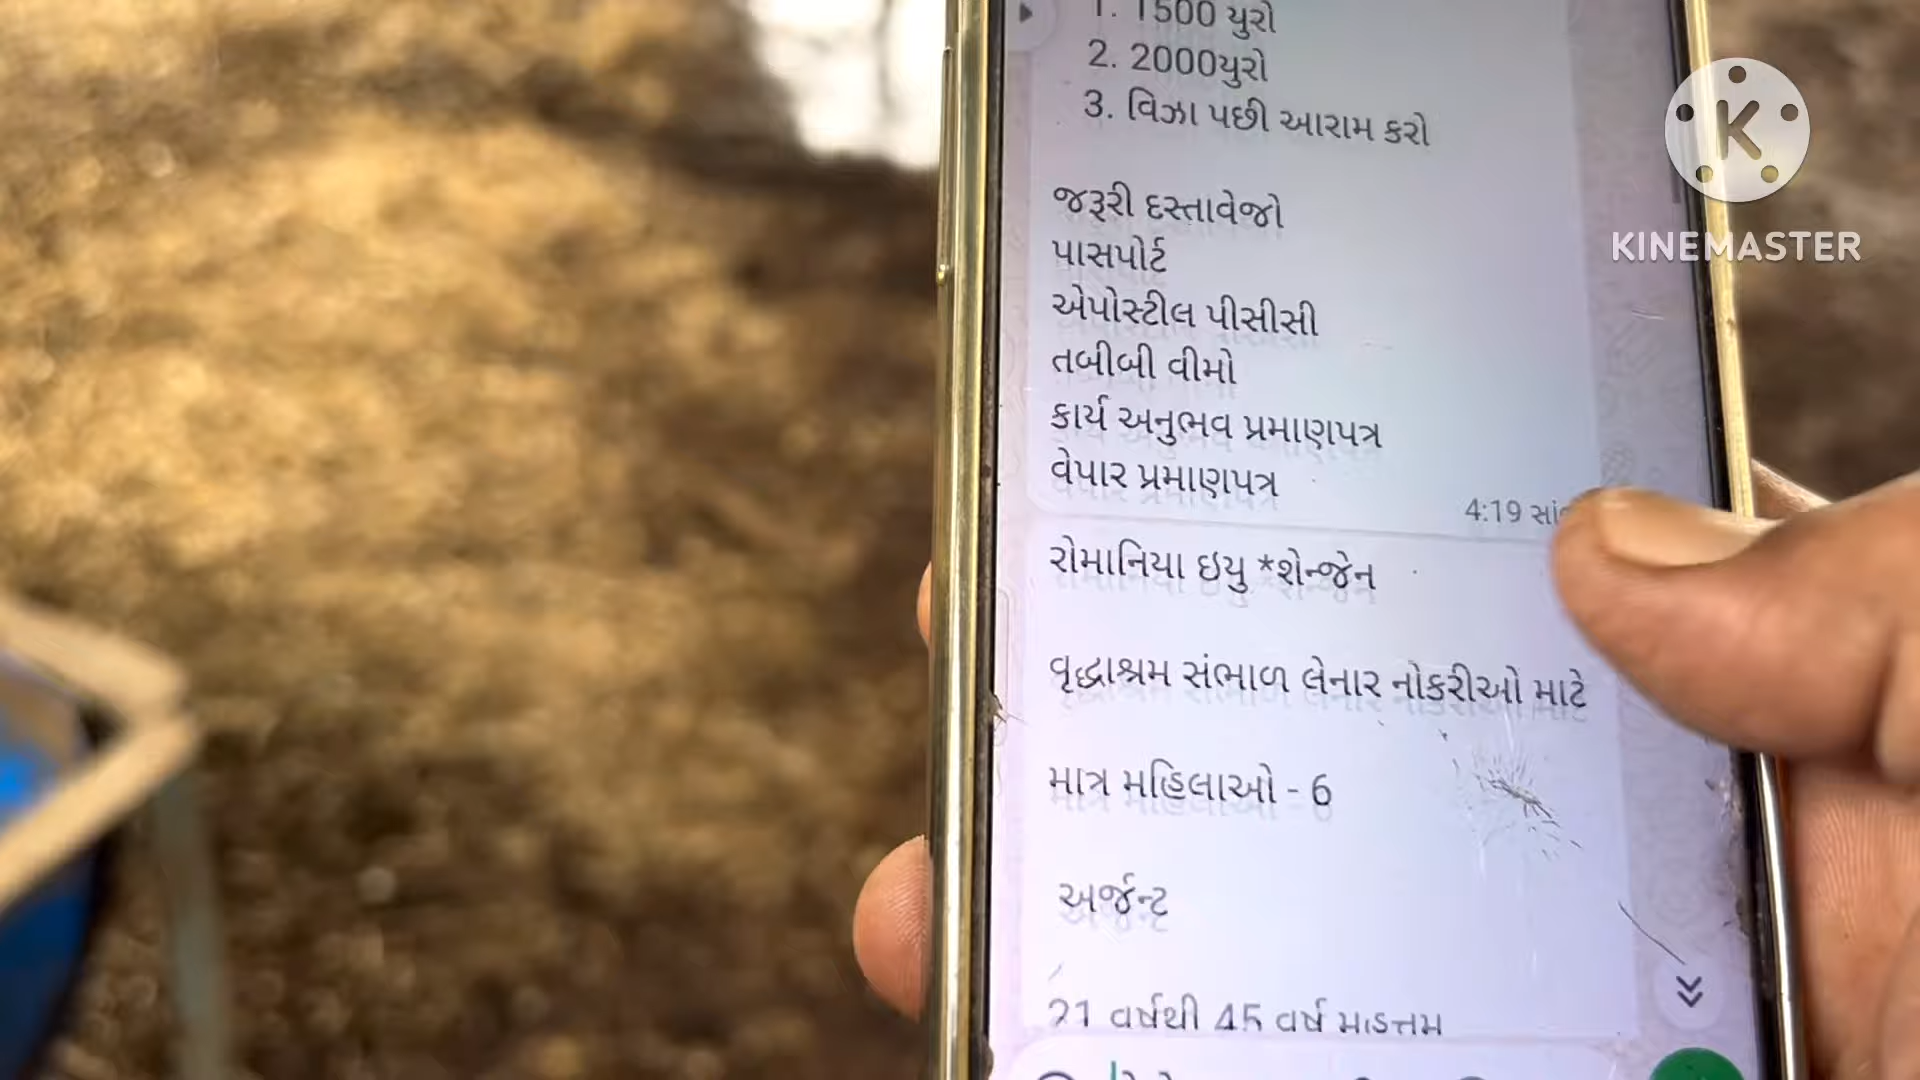 1. 1500 યુરો
2. 2000યુરો
3. વિઝા પછી આરામ કરો
જરૂરી દસ્તાવેજો
પાસપોર્ટ
એપોસ્ટીલ પીસીસી
તબીબી વીમો
કાર્ય અનુભવ પ્રમાણપત્ર
વેપાર પ્રમાણપત્ર
4:19
રોમાનિયા ઇયુ *શેન્જેન
વૃદ્ધાશ્રમ સંભાળ લેનાર નોકરીઓ માટે
માત્ર મહિલાઓ - 6
અર્જન્ટ
21 વર્ષથી 45 વર્ષ મહત્તમ
K
KINEMASTER